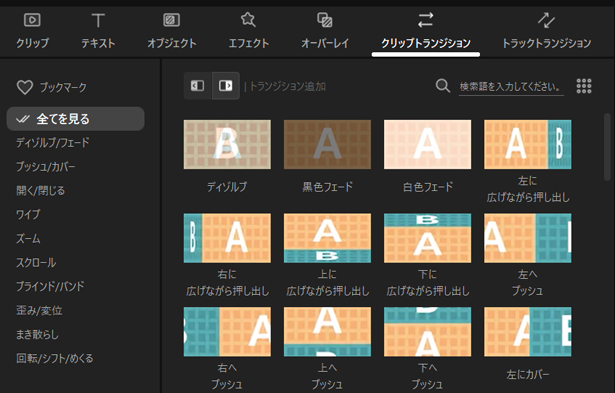 クリップ テキスト オブジェクト エフェクト オーバーレイ クリップトランジション トラックトランジション
ブックマーク
| トランジション追加
検索語を入力してください。
全てを見る
ディゾルブ/フェード
プッシュ/カバー
開く/閉じる
ワイプ
ズーム
スクロール
ブラインド/バンド
歪み/変位
まき散らし
回転/シフト/めくる
B A A A B
ディゾルブ 黒色フェード 白色フェード 左に
広げながら押し出し
B A A B B A A
右に 上に 下に 左へ
広げながら押し出し 広げながら押し出し 広げながら押し出し プッシュ
A A A
右へ 上へ 下へ 左にカバー
プッシュ プッシュ プッシュ